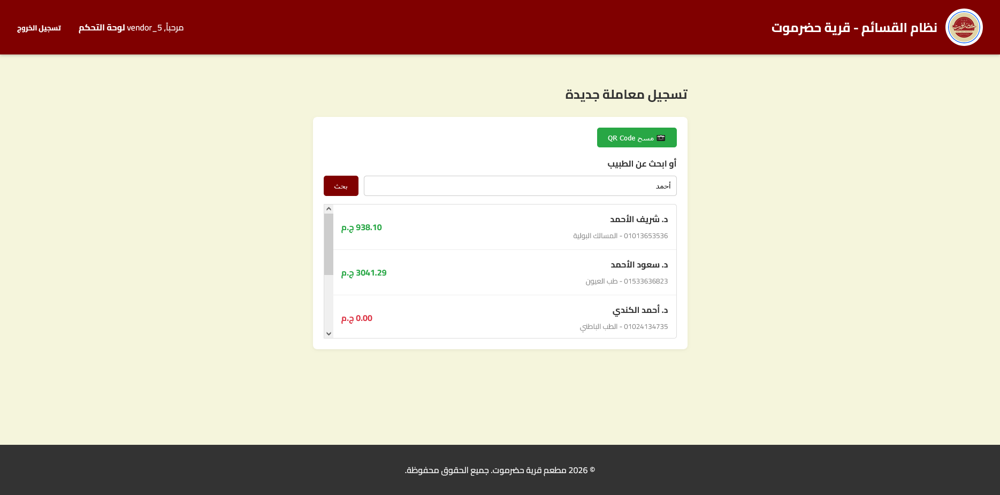 نظام القسائم - قرية حضرموت
مرحباً, vendor_5 لوحة التحكم
تسجيل الخروج
تسجيل معاملة جديدة
مسح QR Code
أو ابحث عن الطبيب
أحمد
بحث
د. شريف الأحمد
01013653536 - المسالك البولية
938.10 ج.م
د. سعود الأحمد
01533636823 - طب العيون
3041.29 ج.م
د. أحمد الكندي
01024134735 - الطب الباطني
0.00 ج.م
© 2026 مطعم قرية حضرموت. جميع الحقوق محفوظة.